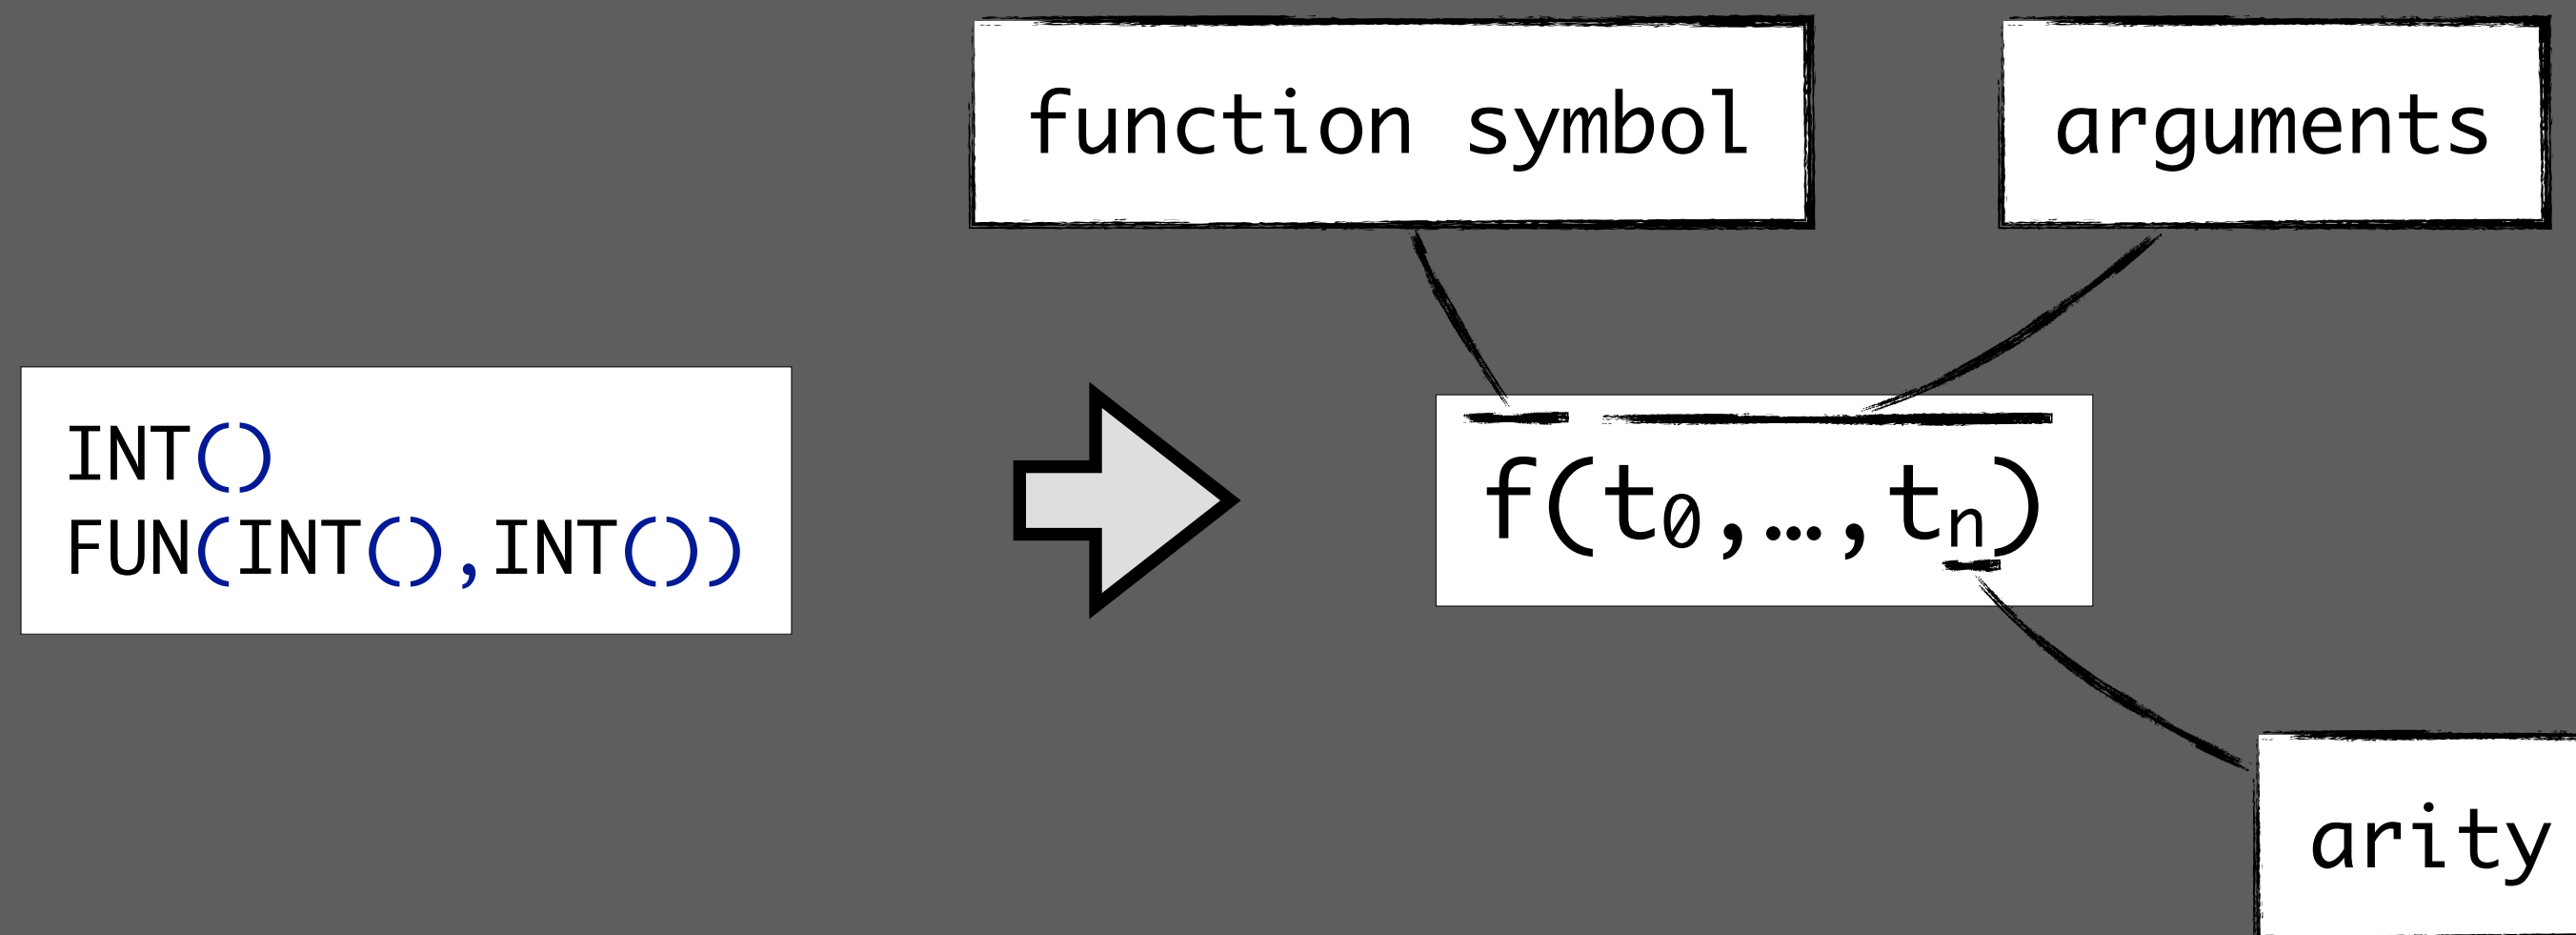 function symbol
arguments
INT()
FUN(INT(),INT())
f(t0,…,tn)
arity